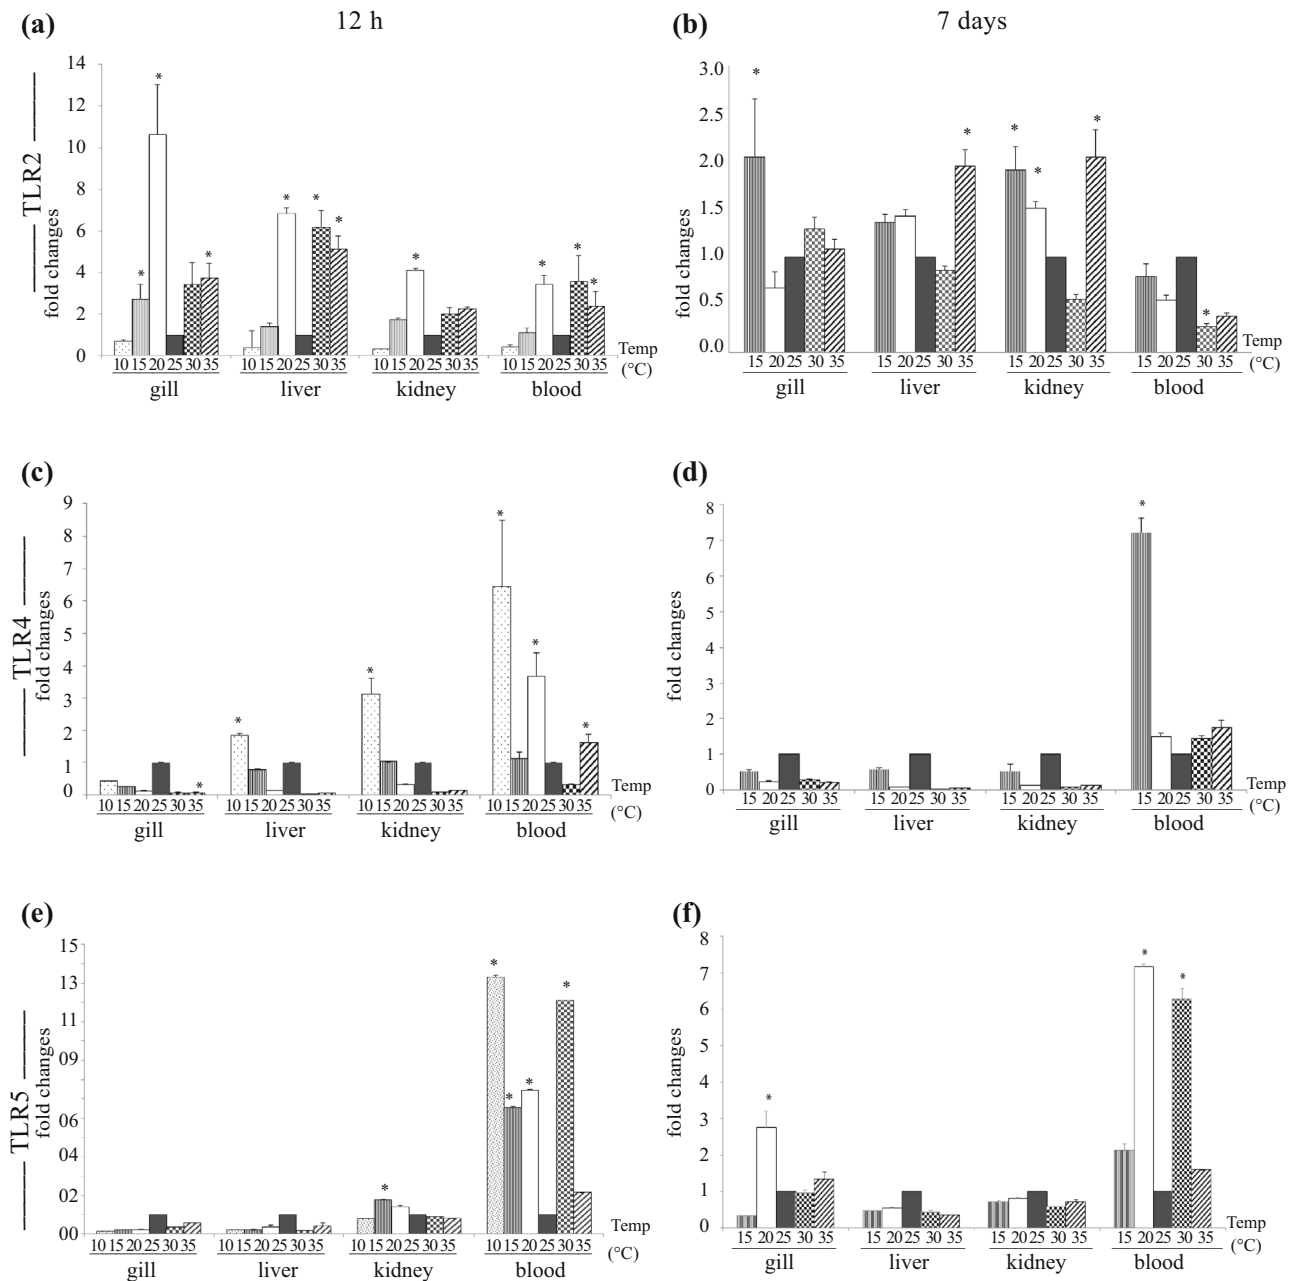 (a) 12 h (b) 7 days
TLR2
fold changes
14
12
10
8
6
4
2
0
* * * * * * * * * *
10 15 20 25 30 35 10 15 20 25 30 35 10 15 20 25 30 35 10 15 20 25 30 35 Temp
(°C)
gill liver kidney blood
3.0
2.5
2.0
1.5
1.0
0.5
0.0
* * * * * *
15 20 25 30 35 15 20 25 30 35 15 20 25 30 35 15 20 25 30 35 Temp
(°C)
gill liver kidney blood
(c) (d)
TLR4
fold changes
9
8
7
6
5
4
3
2
1
0
* * * * * *
10 15 20 25 30 35 10 15 20 25 30 35 10 15 20 25 30 35 10 15 20 25 30 35 Temp
(°C)
gill liver kidney blood
fold changes
8
7
6
5
4
3
2
1
0
*
15 20 25 30 35 15 20 25 30 35 15 20 25 30 35 15 20 25 30 35 Temp
(°C)
gill liver kidney blood
(e) (f)
TLR5
fold changes
15
13
11
09
06
04
02
00
* * * * *
10 15 20 25 30 35 10 15 20 25 30 35 10 15 20 25 30 35 10 15 20 25 30 35 Temp
(°C)
gill liver kidney blood
fold changes
8
7
6
5
4
3
2
1
0
* * *
15 20 25 30 35 15 20 25 30 35 15 20 25 30 35 15 20 25 30 35 Temp
(°C)
gill liver kidney blood